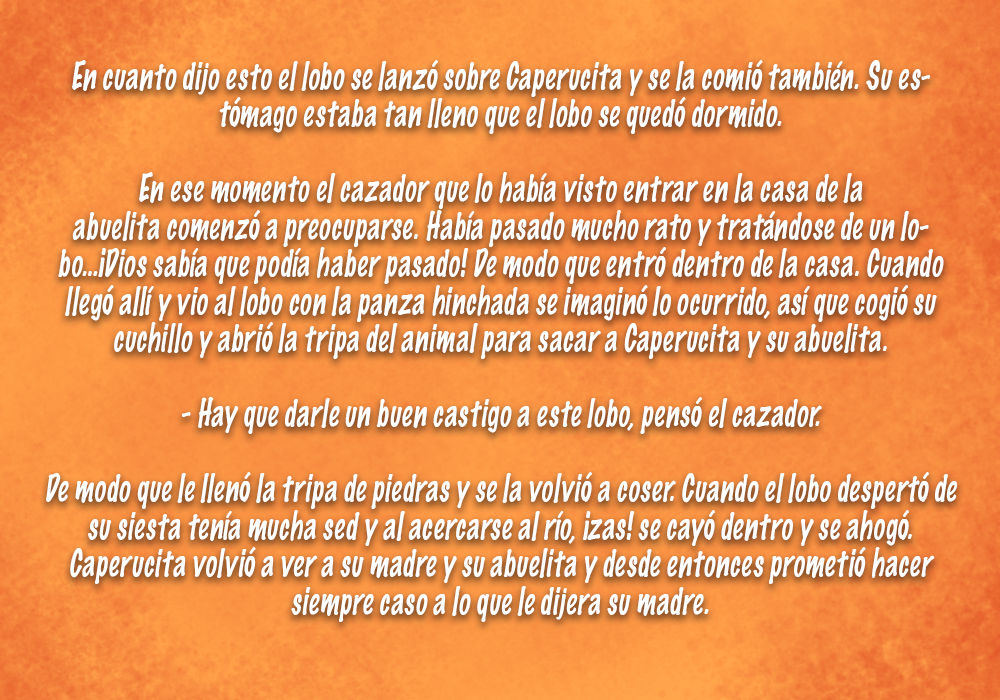 En cuanto dijo esto el lobo se lanzó sobre Caperucita y se la comió también. Su es-
tómago estaba tan lleno que el lobo se quedó dormido.
En ese momento el cazador que lo había visto entrar en la casa de la
abuelita comenzó a preocuparse. Había pasado mucho rato y tratándose de un lo-
bo...¡Dios sabía que podía haber pasado! De modo que entró dentro de la casa. Cuando
llegó allí y vio al lobo con la panza hinchada se imaginó lo ocurrido, así que cogió su
cuchillo y abrió la tripa del animal para sacar a Caperucita y su abuelita.
- Hay que darle un buen castigo a este lobo, pensó el cazador.
De modo que le llenó la tripa de piedras y se la volvió a coser. Cuando el lobo despertó de
su siesta tenía mucha sed y al acercarse al río, ¡zas! se cayó dentro y se ahogó.
Caperucita volvió a ver a su madre y su abuelita y desde entonces prometió hacer
siempre caso a lo que le dijera su madre.